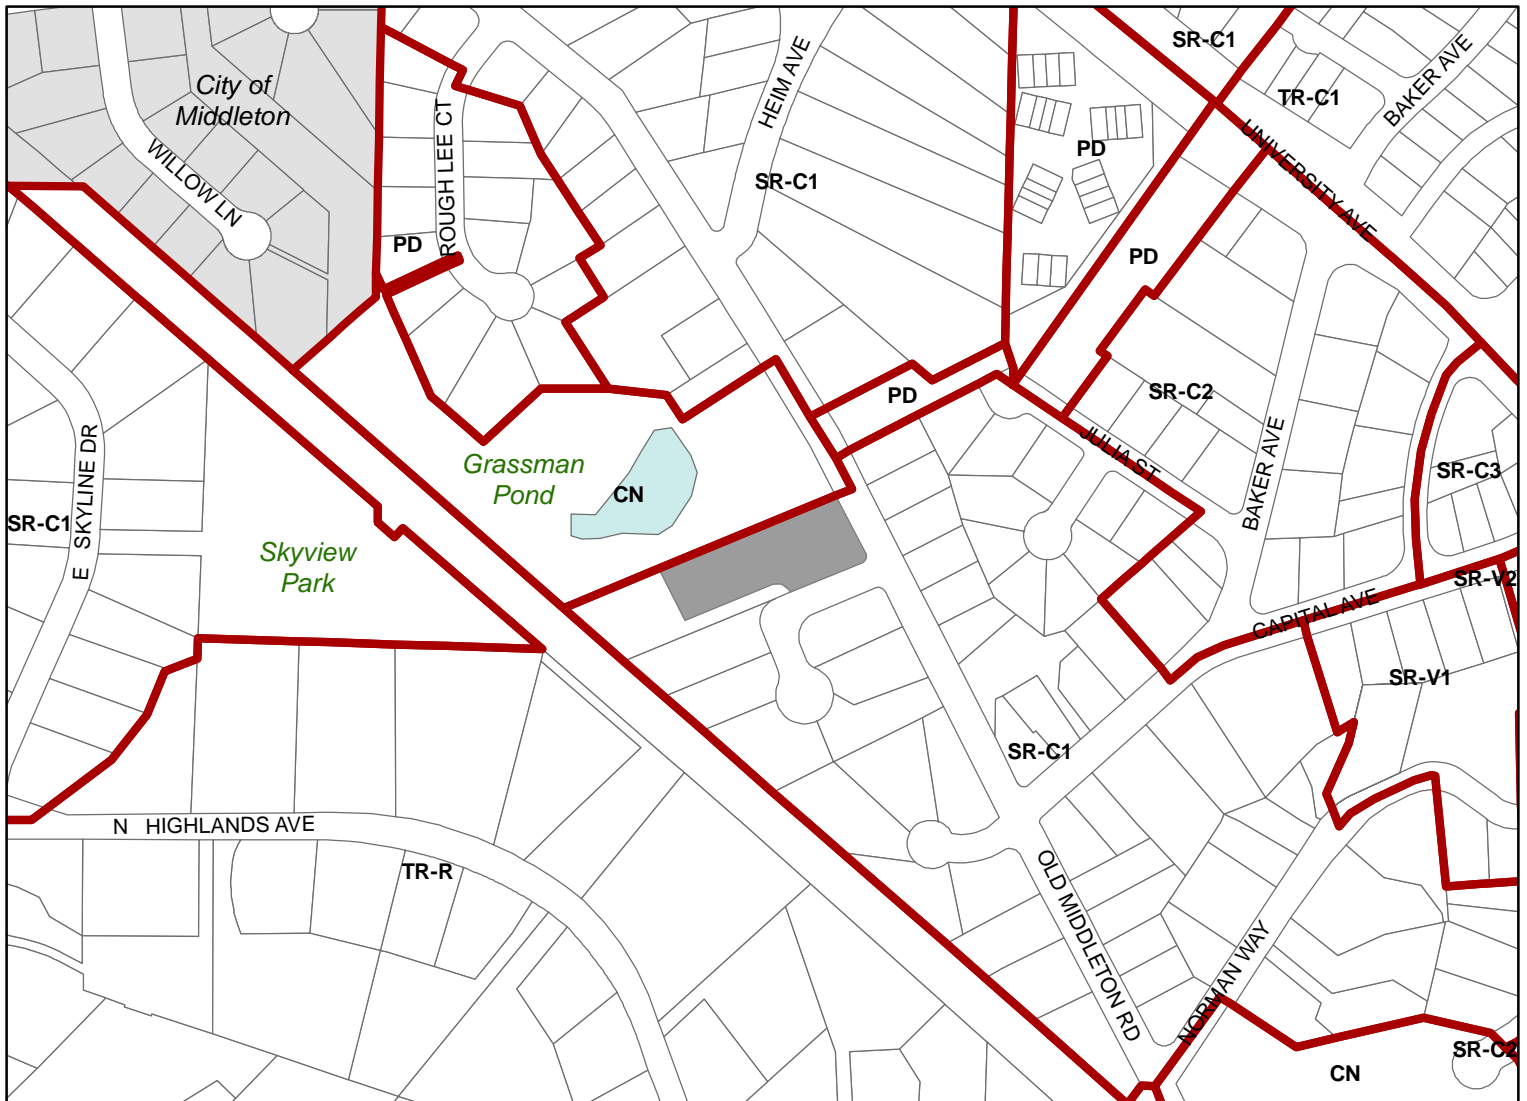 SR-C1
BAKER AVE
City of
Middleton
HEIM AVE
TR-C1
ROUGH LEE CT
PD
UNIVERSITY AVE
WILLOW LN
SR-C1
PD
PD
SR-C2
PD
JULIA ST
BAKER AVE
E SKYLINE DR
Grassman
Pond
CN
SR-C3
SR-C1
Skyview
Park
SR-V2
CAPITAL AVE
SR-V1
SR-C1
N HIGHLANDS AVE
TR-R
OLD MIDDLETON RD
NORMAN WAY
SR-C2
CN